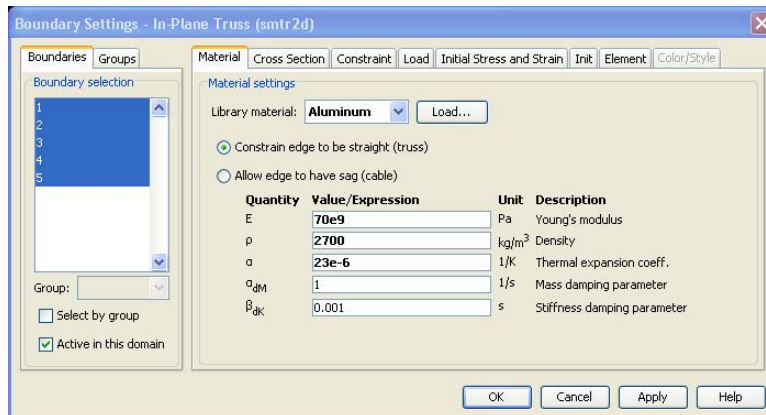 Boundary Settings - In-Plane Truss (smtr2d)
Boundaries Groups
Material Cross Section Constraint Load Initial Stress and Strain Init Element Color/Style
Boundary selection
1
2
3
4
5
Group:
Select by group
Active in this domain
Material settings
Library material: Aluminum Load...
Constrain edge to be straight (truss)
Allow edge to have sag (cable)
Quantity Value/Expression Unit Description
E 70e9 Pa Young's modulus
ρ 2700 kg/m³ Density
α 23e-6 1/K Thermal expansion coeff.
αdM 1 1/s Mass damping parameter
βdK 0.001 s Stiffness damping parameter
OK Cancel Apply Help